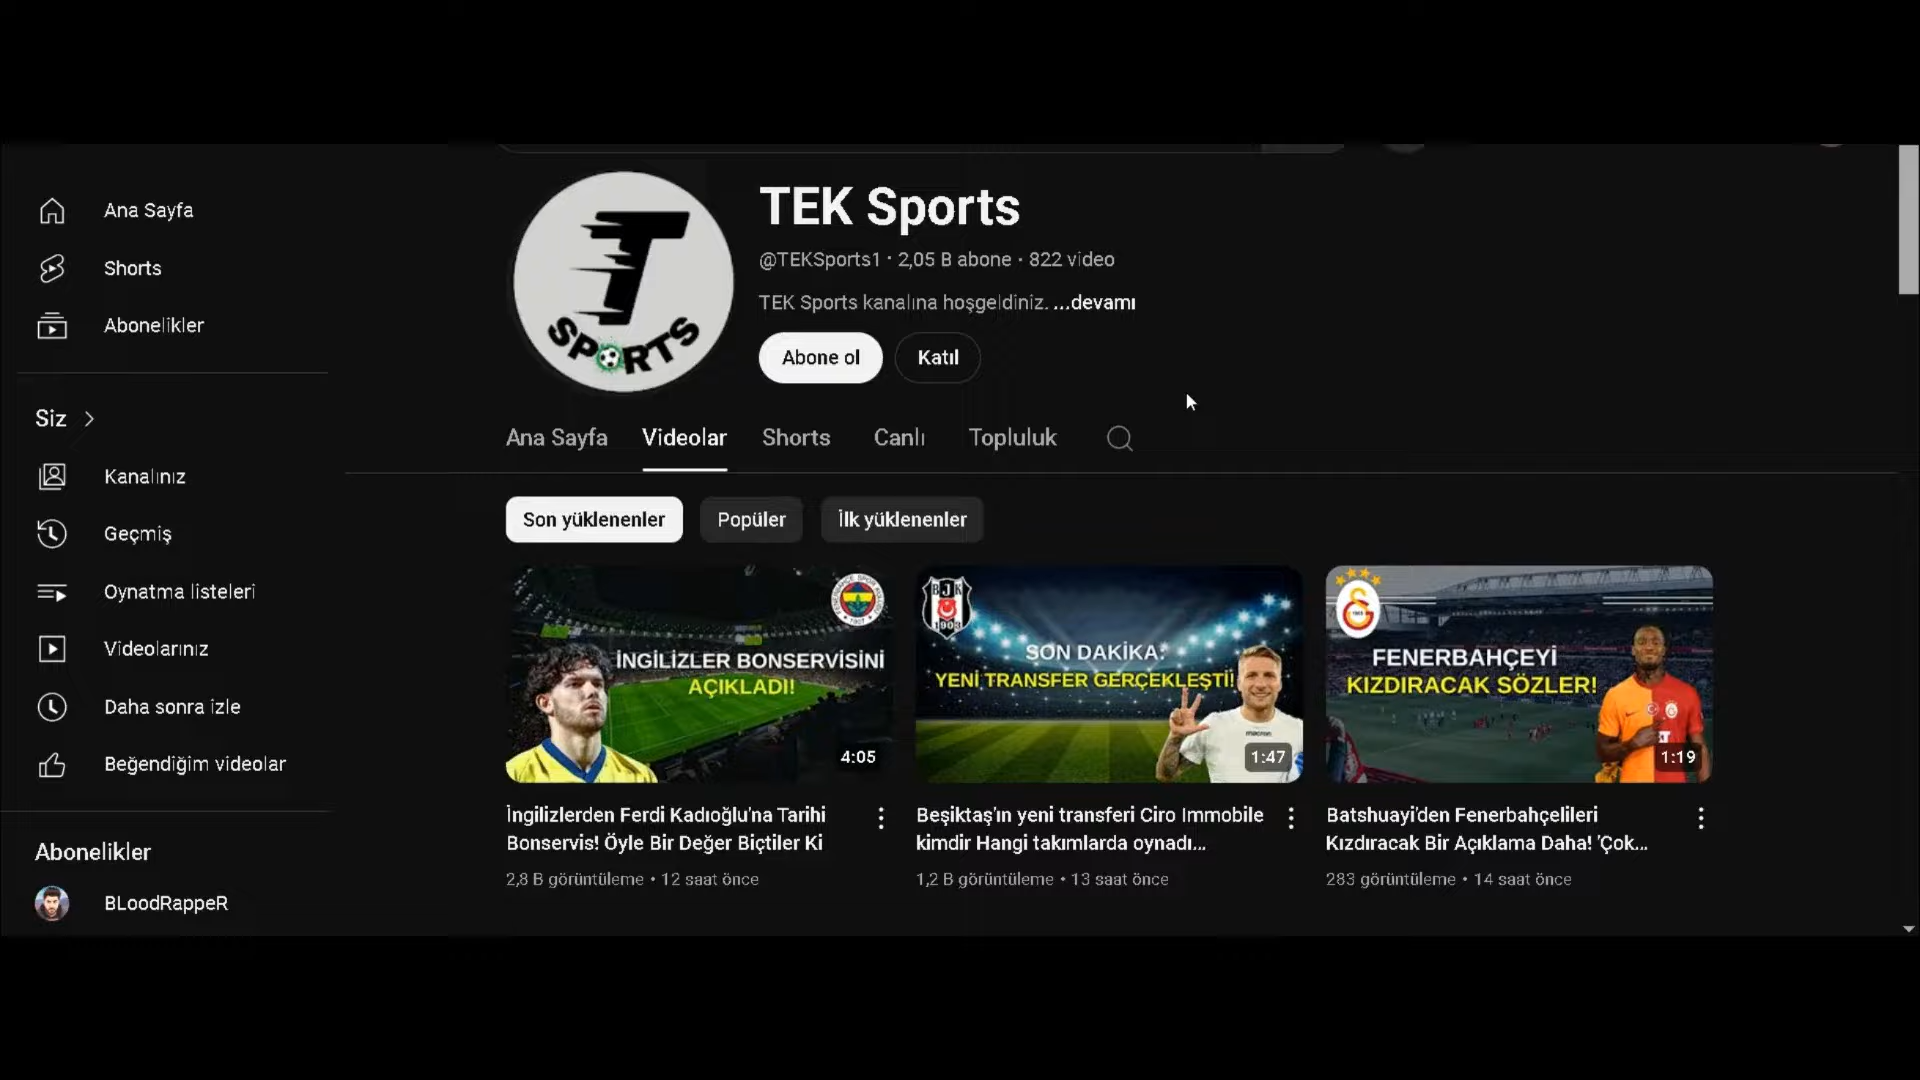 Ana Sayfa
Shorts
Abonelikler
Siz
Kanalınız
Geçmiş
Oynatma listeleri
Videolarınız
Daha sonra izle
Beğendiğim videolar
Abonelikler
BLoodRappeR
T
SPORTS
TEK Sports
@TEKSports1 • 2,05 B abone • 822 video
TEK Sports kanalına hoşgeldiniz. ...devamı
Abone ol
Katıl
Ana Sayfa
Videolar
Shorts
Canlı
Topluluk
Son yüklenenler
Popüler
İlk yüklenenler
İNGİLİZLER BONSERVİSİNİ
AÇIKLADI!
4:05
İngilizlerden Ferdi Kadıoğlu'na Tarihi
Bonservis! Öyle Bir Değer Biçtiler Ki
2,8 B görüntüleme • 12 saat önce
BJK
1903
SON DAKİKA:
YENİ TRANSFER GERÇEKLEŞTİ!
macron
1:47
Beşiktaş'ın yeni transferi Ciro Immobile
kimdir Hangi takımlarda oynadı...
1,2 B görüntüleme • 13 saat önce
FENERBAHÇEYİ
KIZDIRACAK SÖZLER!
1:19
Batshuayi'den Fenerbahçelileri
Kızdıracak Bir Açıklama Daha! 'Çok...
283 görüntüleme • 14 saat önce